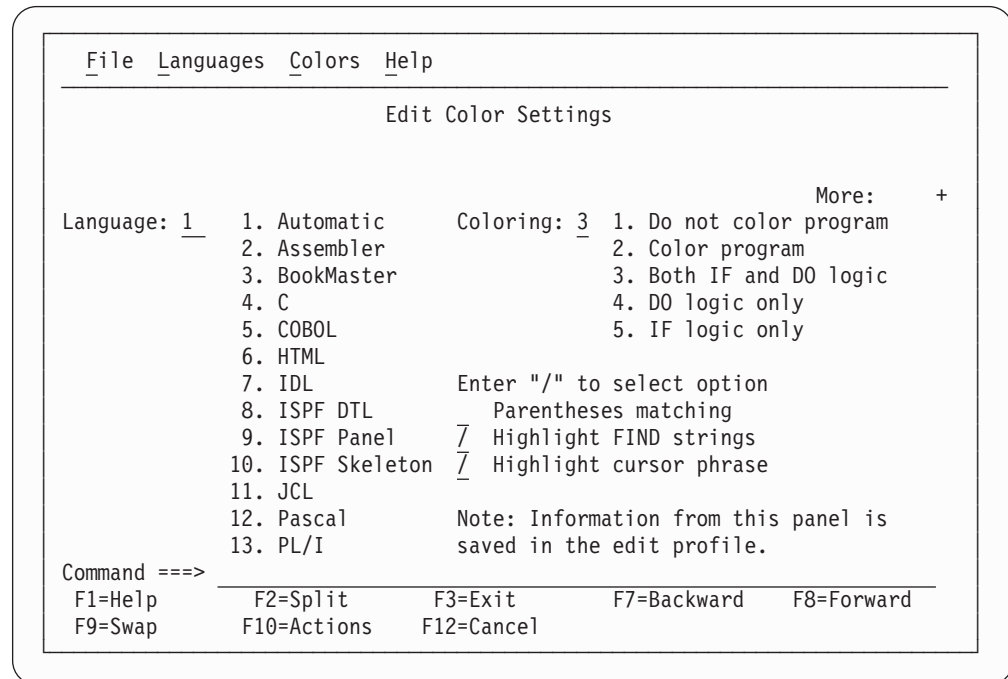 File  Languages  Colors  Help
Edit Color Settings
More:     +
Language: 1   1. Automatic      Coloring: 3  1. Do not color program
2. Assembler                   2. Color program
3. BookMaster                  3. Both IF and DO logic
4. C                           4. DO logic only
5. COBOL                       5. IF logic only
6. HTML
7. IDL        Enter "/" to select option
8. ISPF DTL   _  Parentheses matching
9. ISPF Panel    /  Highlight FIND strings
10. ISPF Skeleton  /  Highlight cursor phrase
11. JCL
12. Pascal     Note: Information from this panel is
13. PL/I       saved in the edit profile.
Command ===>
F1=Help        F2=Split       F3=Exit        F7=Backward    F8=Forward
F9=Swap       F10=Actions    F12=Cancel